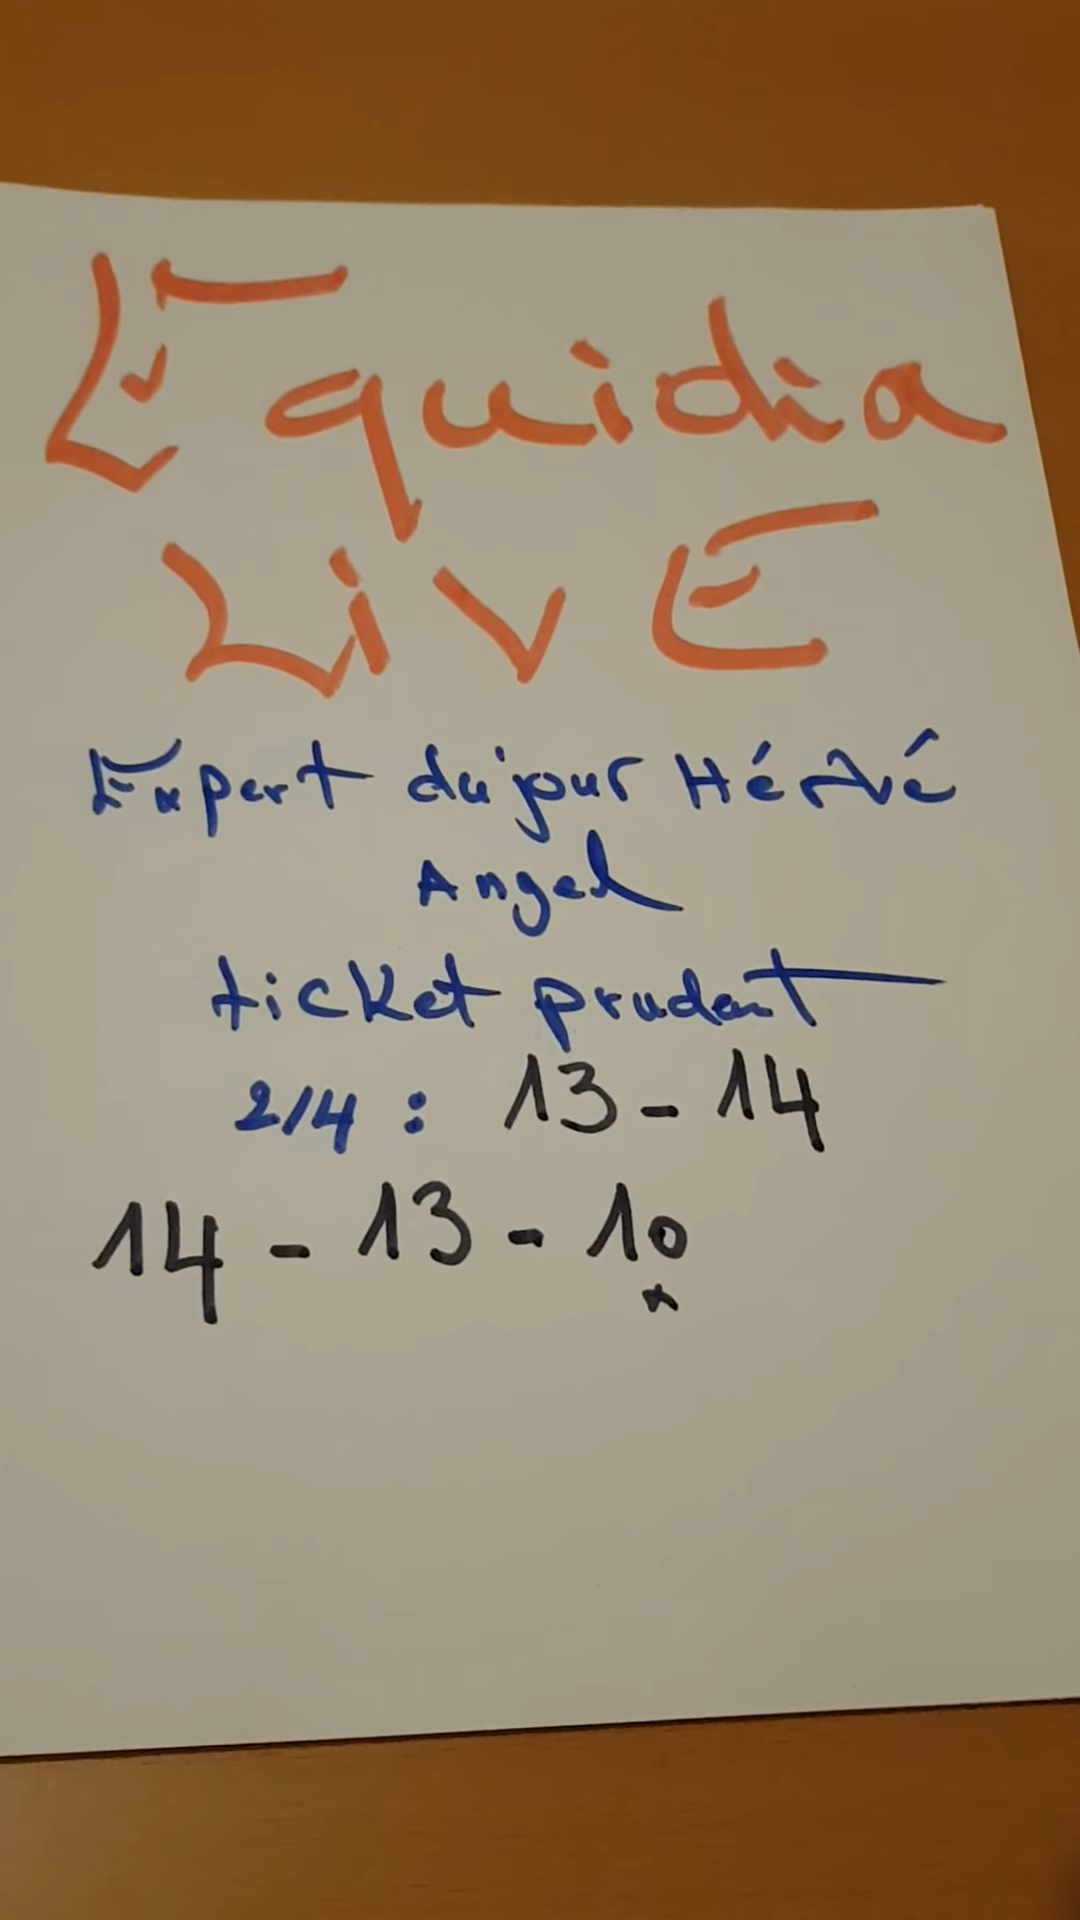 Equidia
LIVE
Expert du jour Hérvé
Angel
ticket prudent
2/4 : 13 - 14
14 - 13 - 10
x